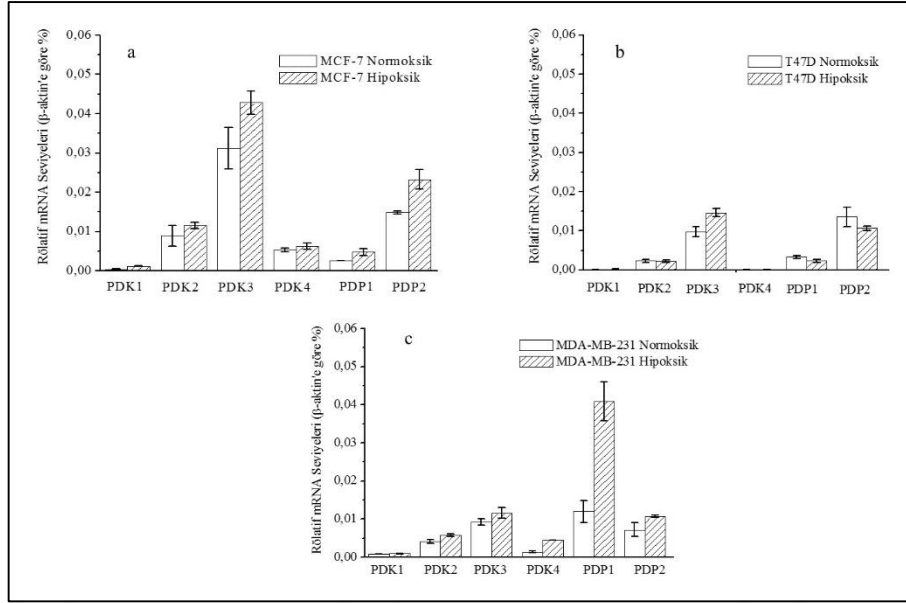 Rölatif mRNA Seviyeleri (β-aktin'e göre %)
0,06
0,05
0,04
0,03
0,02
0,01
0,00
a
MCF-7 Normoksik
MCF-7 Hipoksik
PDK1 PDK2 PDK3 PDK4 PDP1 PDP2
Rölatif mRNA Seviyeleri (β-aktin'e göre %)
0,06
0,05
0,04
0,03
0,02
0,01
0,00
b
T47D Normoksik
T47D Hipoksik
PDK1 PDK2 PDK3 PDK4 PDP1 PDP2
Rölatif mRNA Seviyeleri (β-aktin'e göre %)
0,06
0,05
0,04
0,03
0,02
0,01
0,00
c
MDA-MB-231 Normoksik
MDA-MB-231 Hipoksik
PDK1 PDK2 PDK3 PDK4 PDP1 PDP2